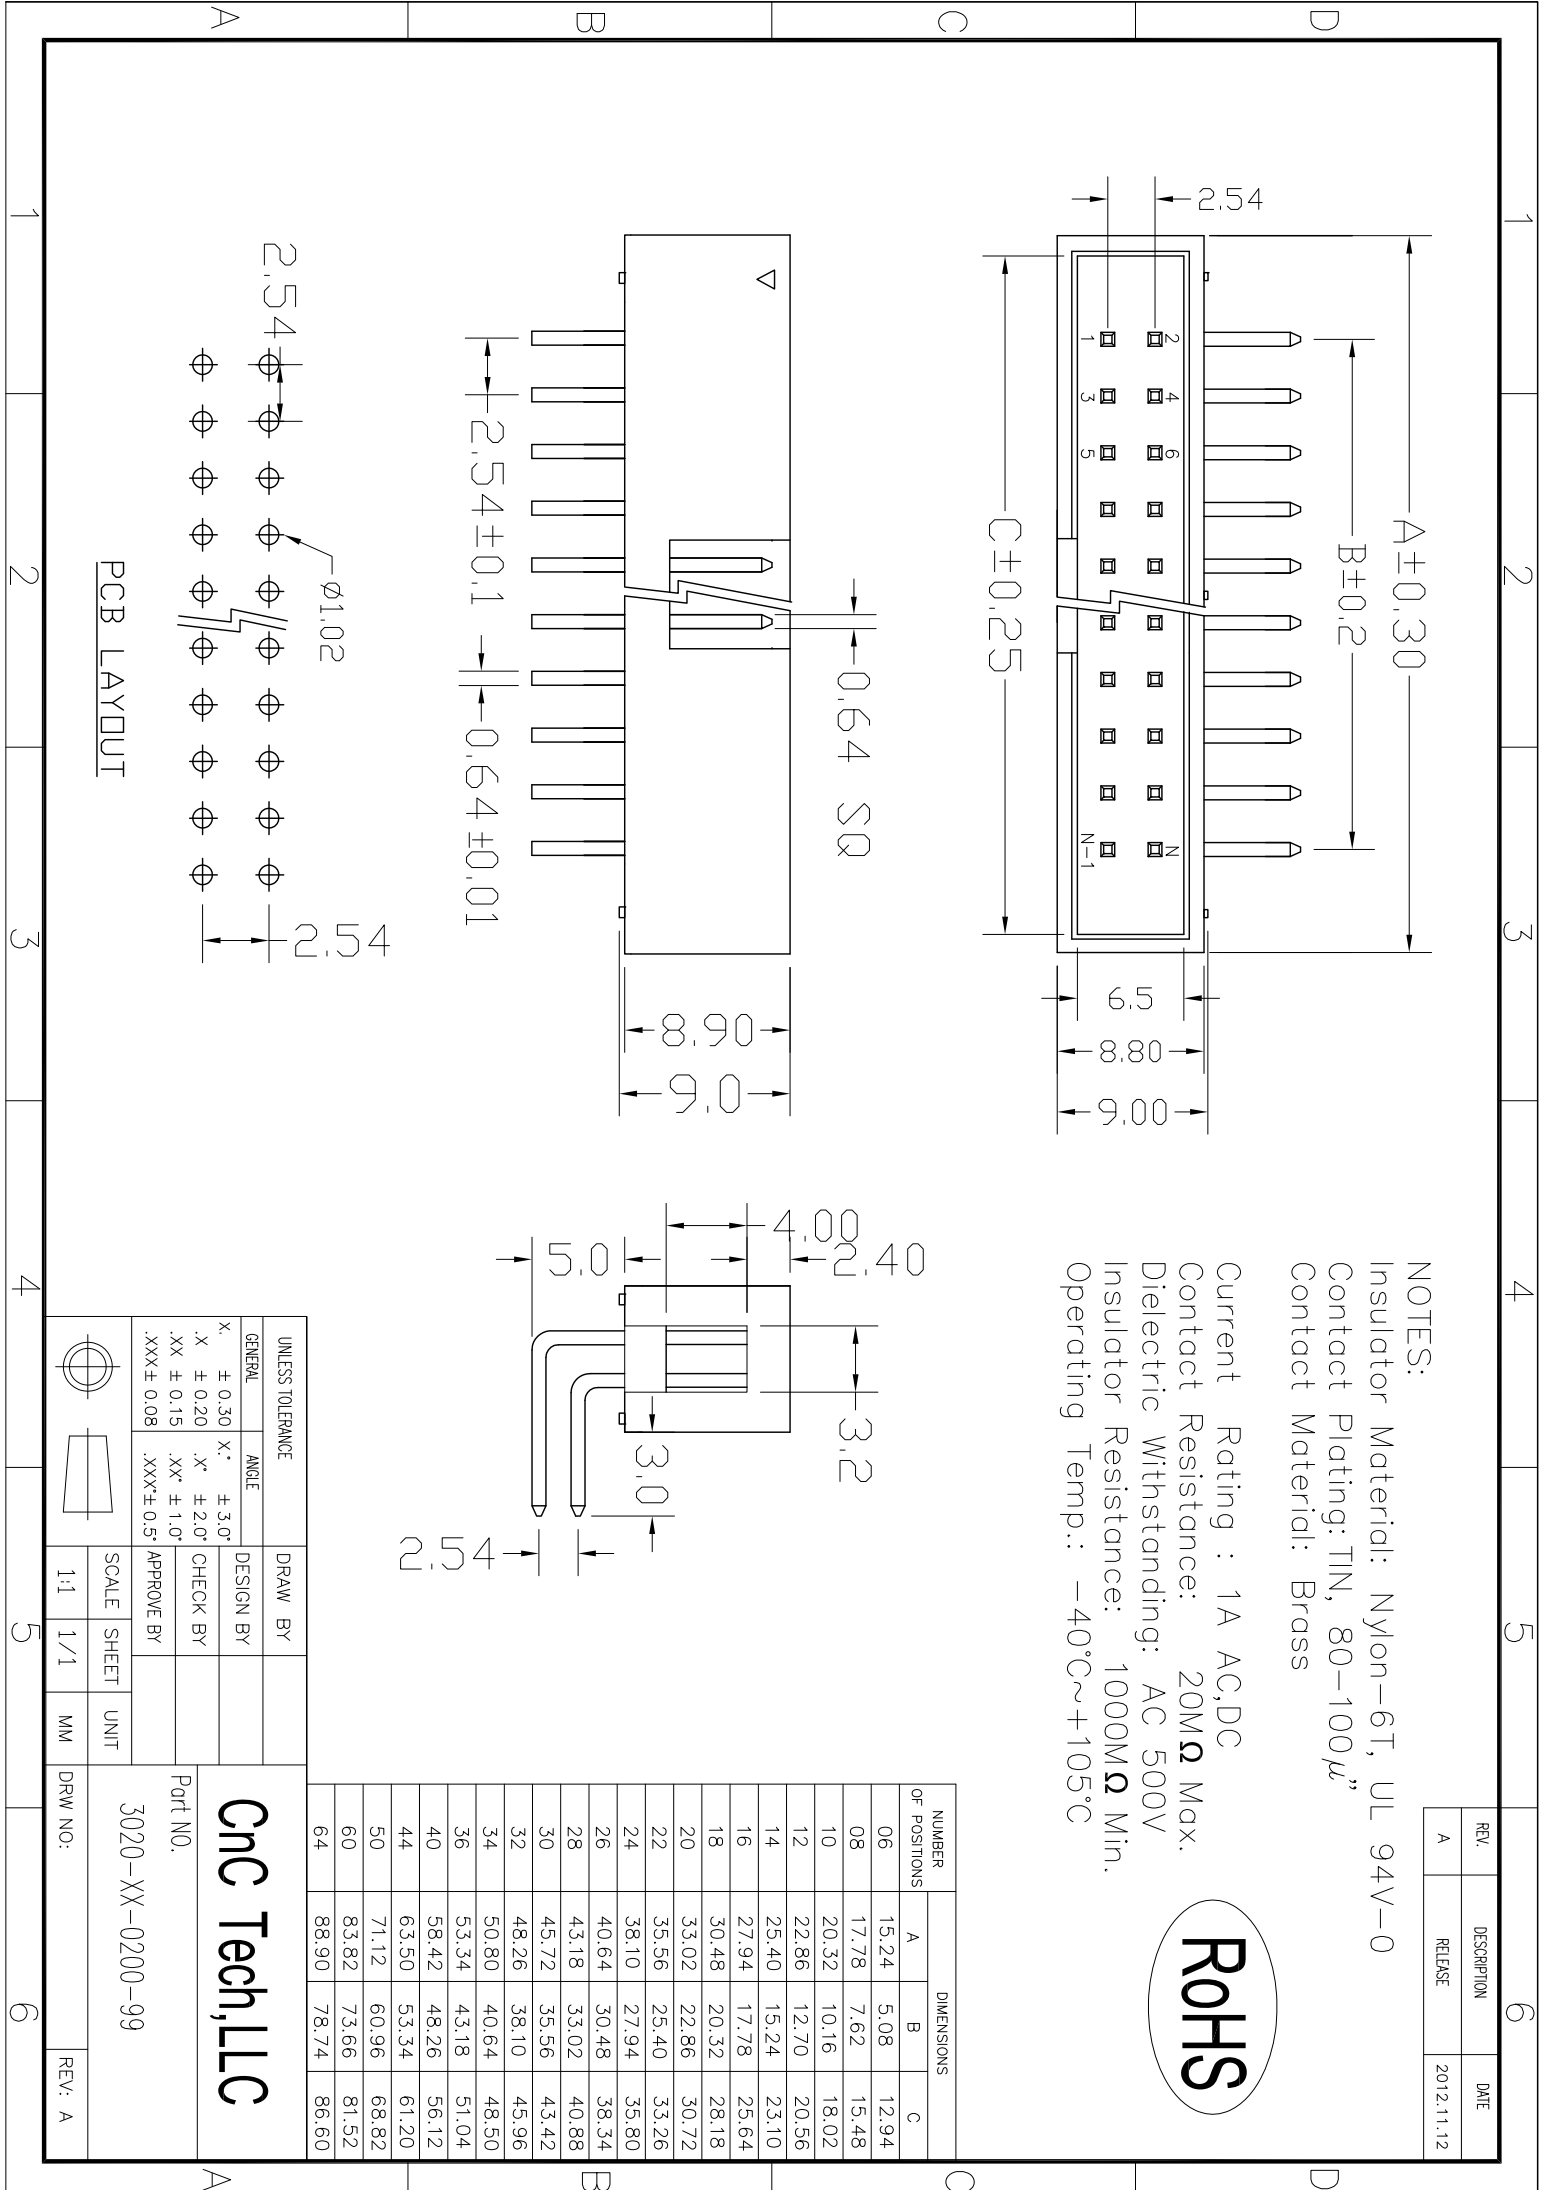 1
2
3
4
5
6
D
C
B
A
REV.
DESCRIPTION
DATE
A
RELEASE
2012.11.12
A±0.30
B±0.2
2.54
2
4
6
N
1
3
5
N-1
C±0.25
6.5
8.80
9.00
0.64 SQ
2.54±0.1
0.64±0.01
8.90
9.0
2.54
Ø1.02
2.54
PCB LAYOUT
4.00
2.40
5.0
3.2
3.0
2.54
NOTES:
Insulator Material: Nylon-6T, UL 94V-0
Contact Plating: TIN, 80-100μ”
Contact Material: Brass
Current Rating : 1A AC,DC
Contact Resistance: 20MΩ Max.
Dielectric Withstanding: AC 500V
Insulator Resistance: 1000MΩ Min.
Operating Temp.: -40°C~+105°C
RoHS
NUMBER OF POSITIONS
DIMENSIONS
A B C
06 15.24 5.08 12.94
08 17.78 7.62 15.48
10 20.32 10.16 18.02
12 22.86 12.70 20.56
14 25.40 15.24 23.10
16 27.94 17.78 25.64
18 30.48 20.32 28.18
20 33.02 22.86 30.72
22 35.56 25.40 33.26
24 38.10 27.94 35.80
26 40.64 30.48 38.34
28 43.18 33.02 40.88
30 45.72 35.56 43.42
32 48.26 38.10 45.96
34 50.80 40.64 48.50
36 53.34 43.18 51.04
40 58.42 48.26 56.12
44 63.50 53.34 61.20
50 71.12 60.96 68.82
60 83.82 73.66 81.52
64 88.90 78.74 86.60
UNLESS TOLERANCE
GENERAL ANGLE
X. ± 0.30 X.° ± 3.0°
.X ± 0.20 .X° ± 2.0°
.XX ± 0.15 .XX° ± 1.0°
.XXX ± 0.08 .XXX° ± 0.5°
DRAW BY
DESIGN BY
CHECK BY
APPROVE BY
SCALE SHEET UNIT
1:1 1/1 MM
CnC Tech,LLC
Part NO.
3020-XX-0200-99
DRW NO:
REV: A
1
2
3
4
5
6
D
C
B
A